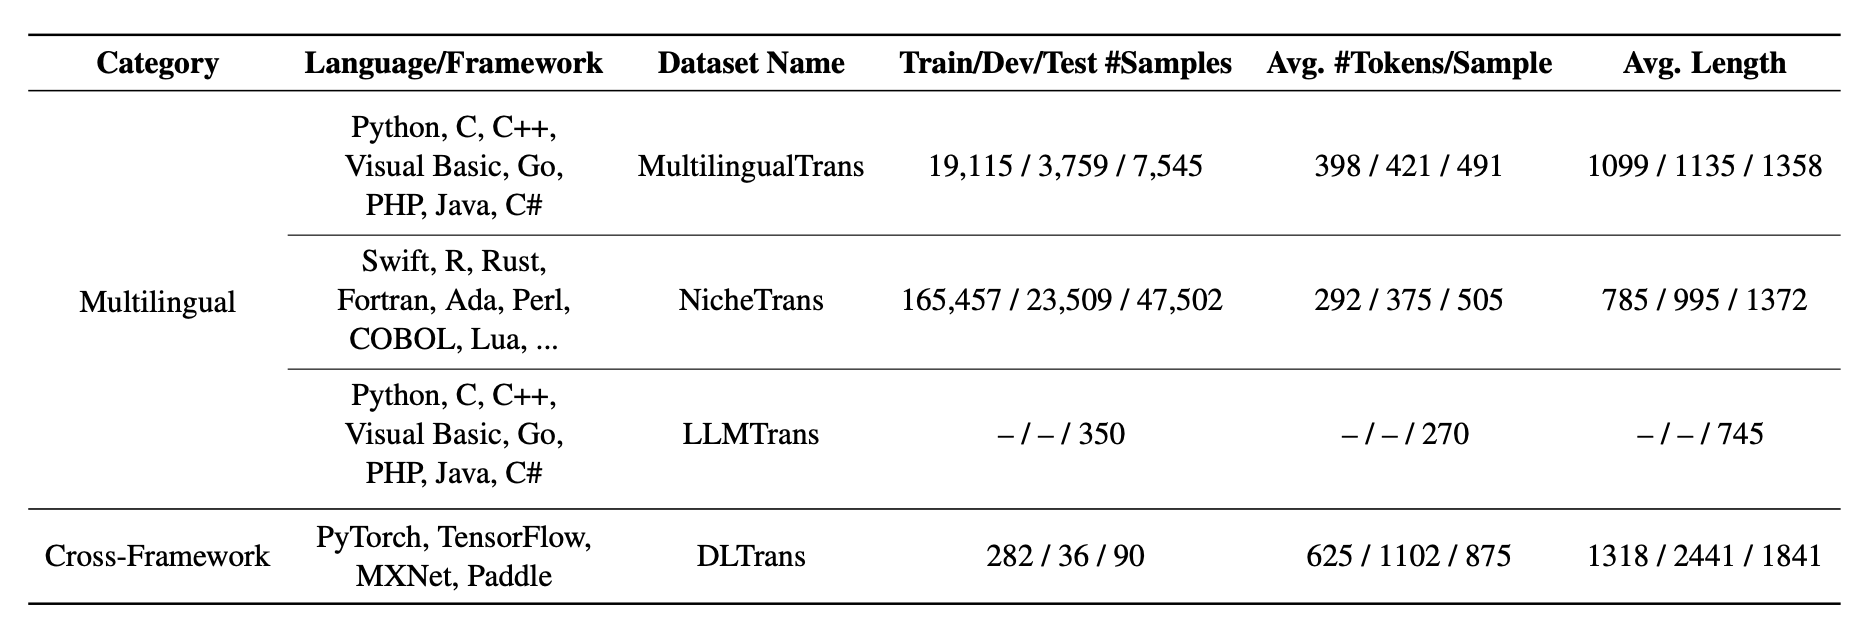 Category Language/Framework Dataset Name Train/Dev/Test #Samples Avg. #Tokens/Sample Avg. Length
Python, C, C++,
Visual Basic, Go,
PHP, Java, C#
MultilingualTrans 19,115 / 3,759 / 7,545 398 / 421 / 491 1099 / 1135 / 1358
Multilingual
Swift, R, Rust,
Fortran, Ada, Perl,
COBOL, Lua, ...
NicheTrans 165,457 / 23,509 / 47,502 292 / 375 / 505 785 / 995 / 1372
Python, C, C++,
Visual Basic, Go,
PHP, Java, C#
LLMTrans – / – / 350 – / – / 270 – / – / 745
Cross-Framework
PyTorch, TensorFlow,
MXNet, Paddle
DLTrans 282 / 36 / 90 625 / 1102 / 875 1318 / 2441 / 1841